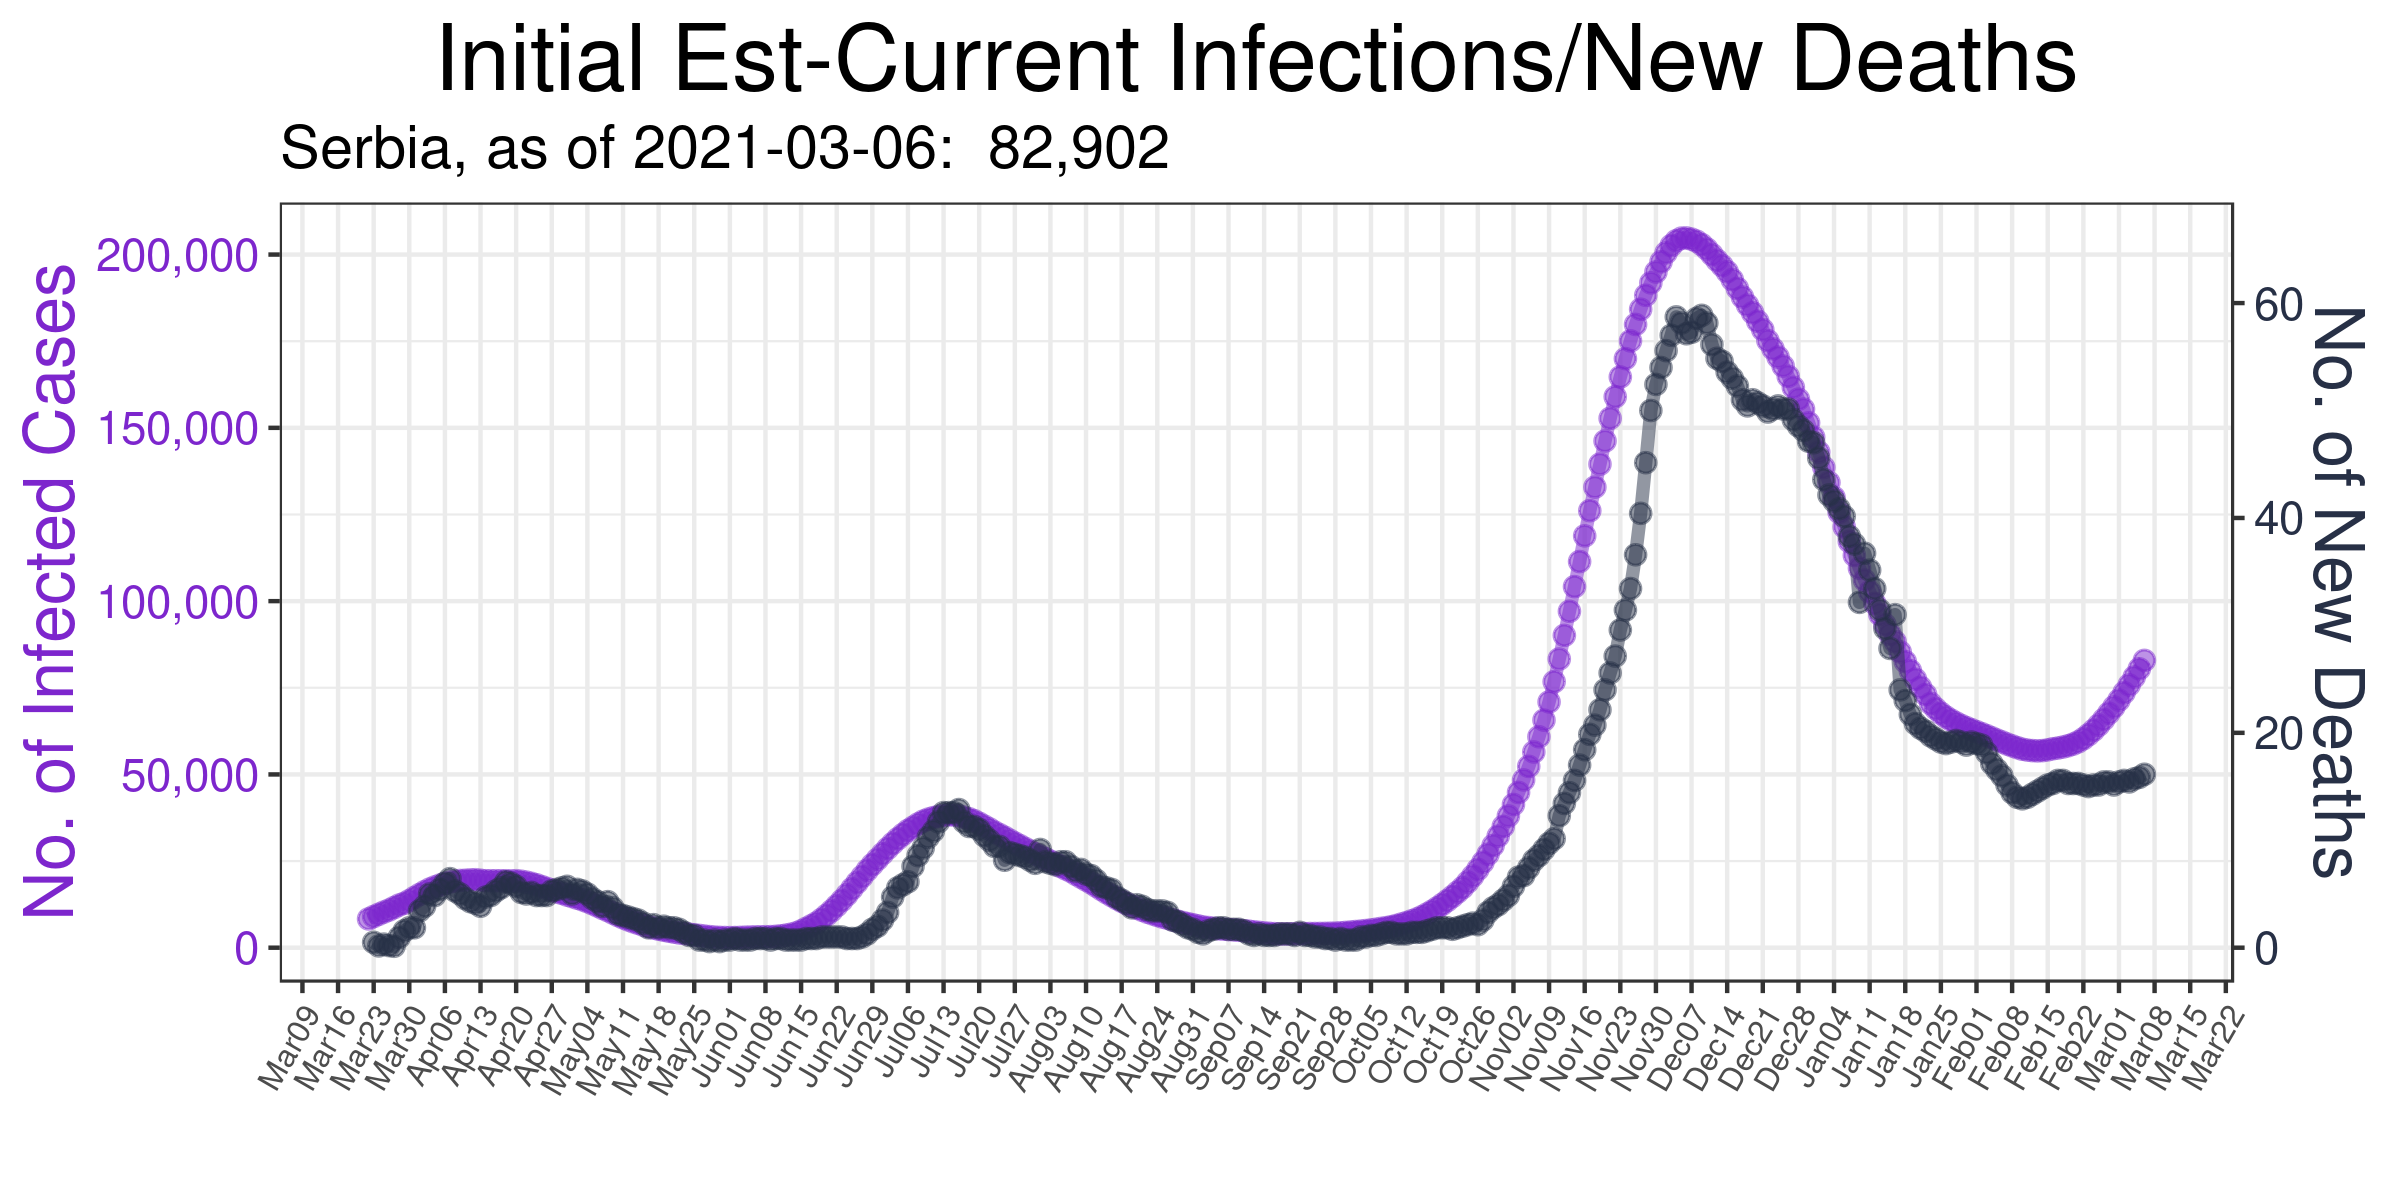 Initial Est-Current Infections/New Deaths
Serbia, as of 2021-03-06:  82,902
No. of Infected Cases
200,000
150,000
100,000
50,000
0
60
40
20
0
No. of New Deaths
Mar09
Mar16
Mar23
Mar30
Apr06
Apr13
Apr20
Apr27
May04
May11
May18
May25
Jun01
Jun08
Jun15
Jun22
Jun29
Jul06
Jul13
Jul20
Jul27
Aug03
Aug10
Aug17
Aug24
Aug31
Sep07
Sep14
Sep21
Sep28
Oct05
Oct12
Oct19
Oct26
Nov02
Nov09
Nov16
Nov23
Nov30
Dec07
Dec14
Dec21
Dec28
Dec04
Jan11
Jan18
Jan25
Feb01
Feb08
Feb15
Feb22
Mar01
Mar08
Mar15
Mar22